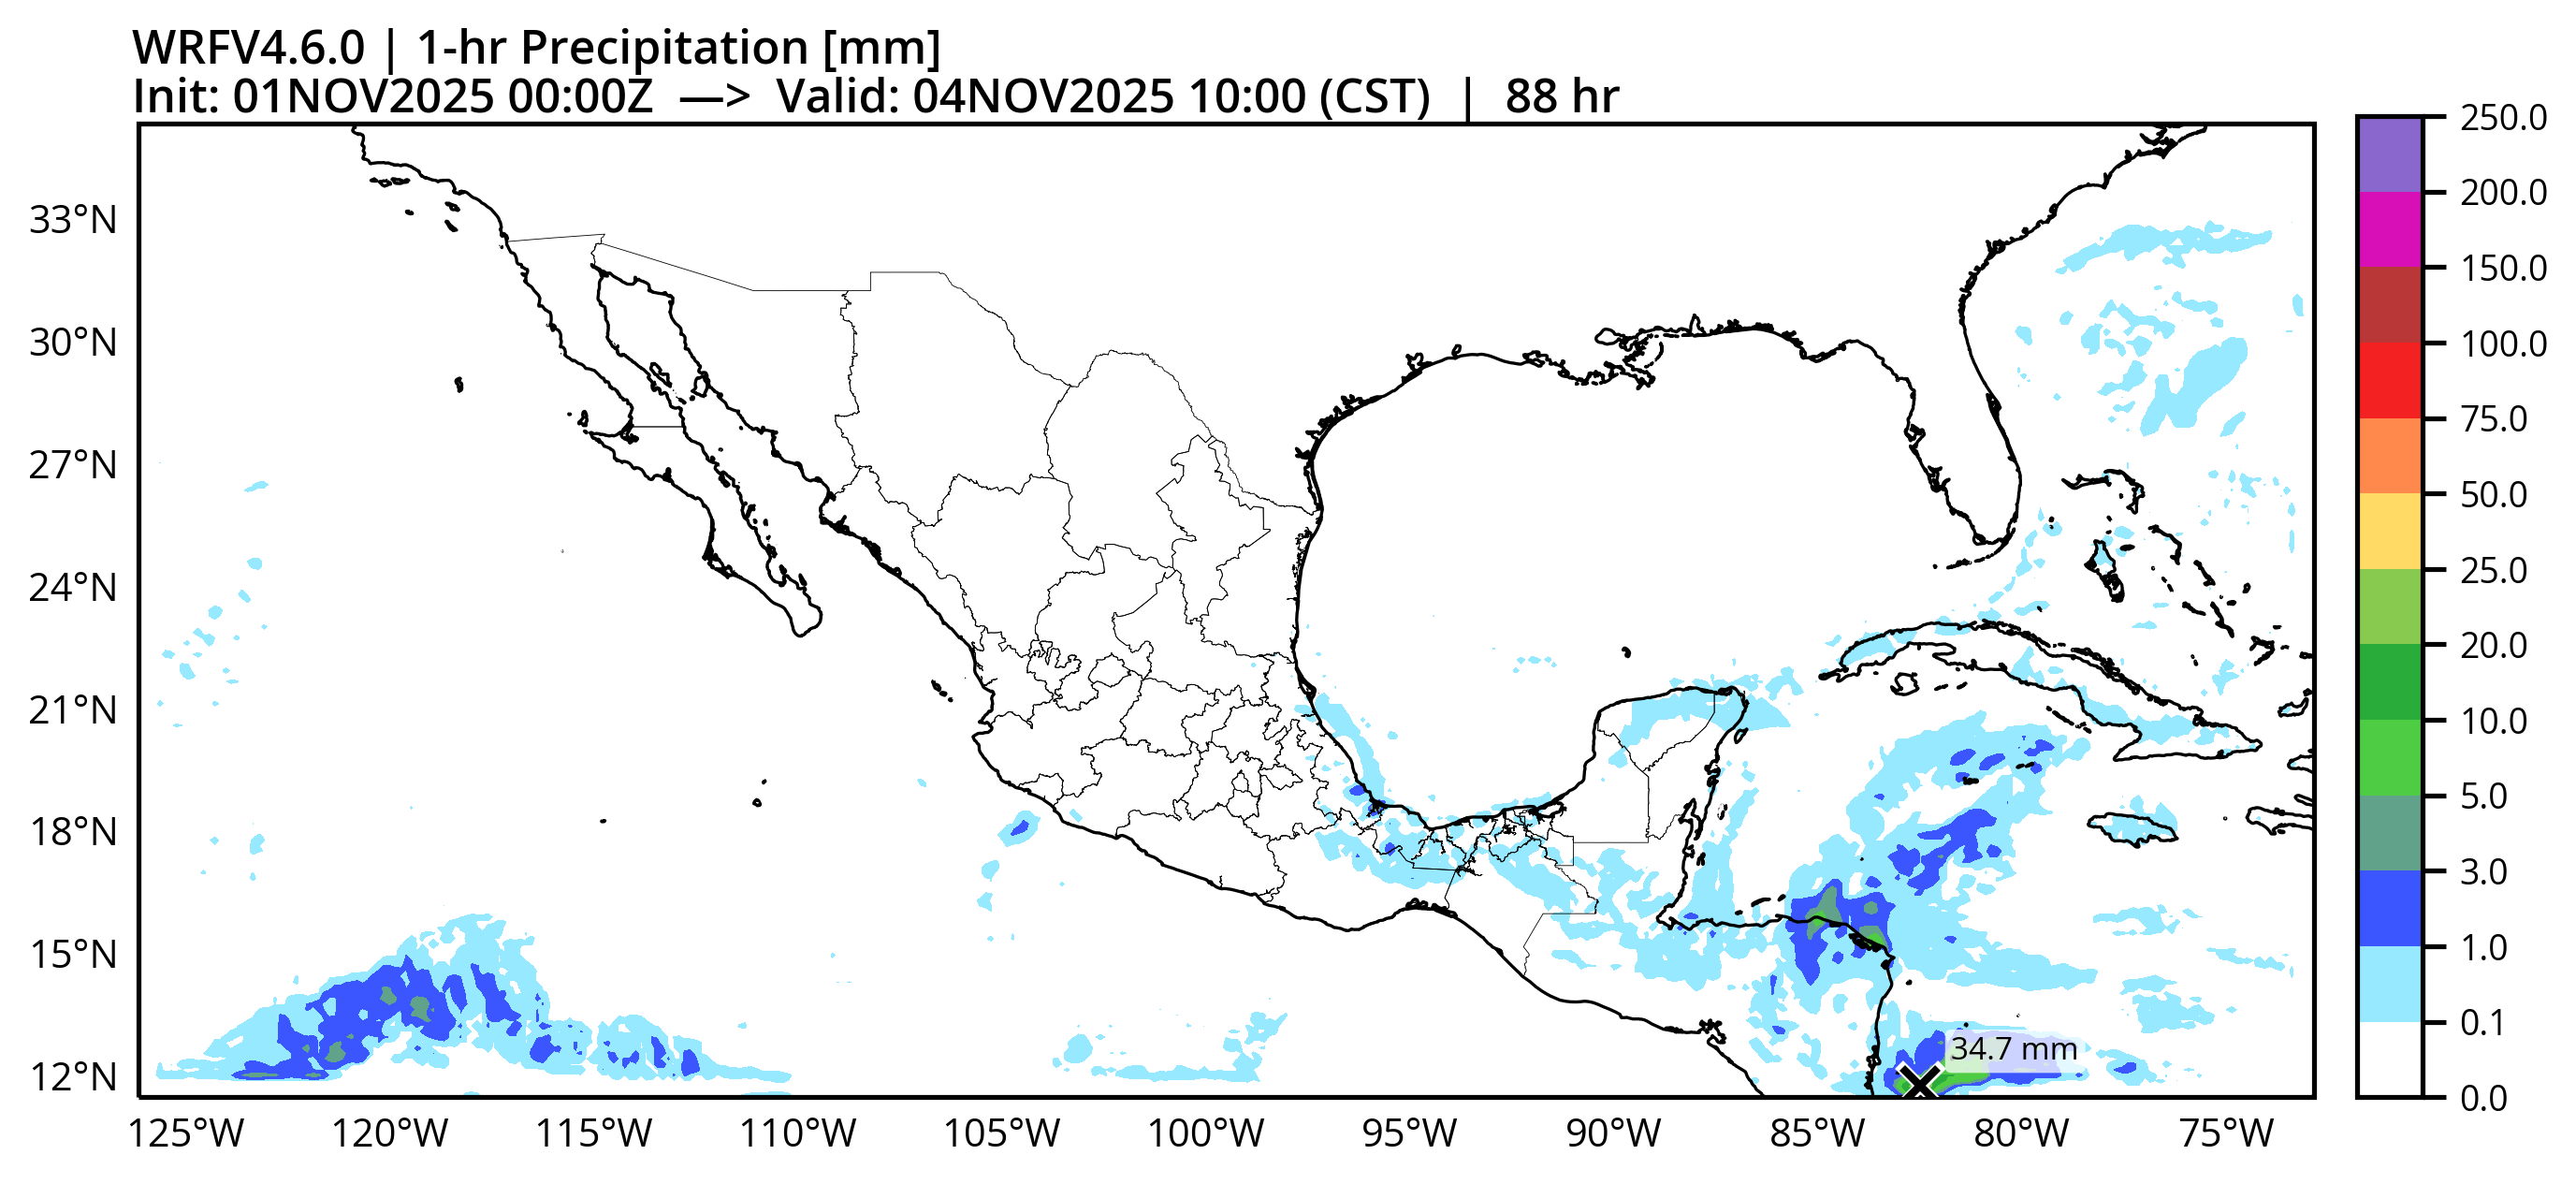 WRFV4.6.0 | 1-hr Precipitation [mm]
Init: 01NOV2025 00:00Z —> Valid: 04NOV2025 10:00 (CST) | 88 hr
33°N
30°N
27°N
24°N
21°N
18°N
15°N
12°N
125°W 120°W 115°W 110°W 105°W 100°W 95°W 90°W 85°W 80°W 75°W
34.7 mm
250.0
200.0
150.0
100.0
75.0
50.0
25.0
20.0
10.0
5.0
3.0
1.0
0.1
0.0